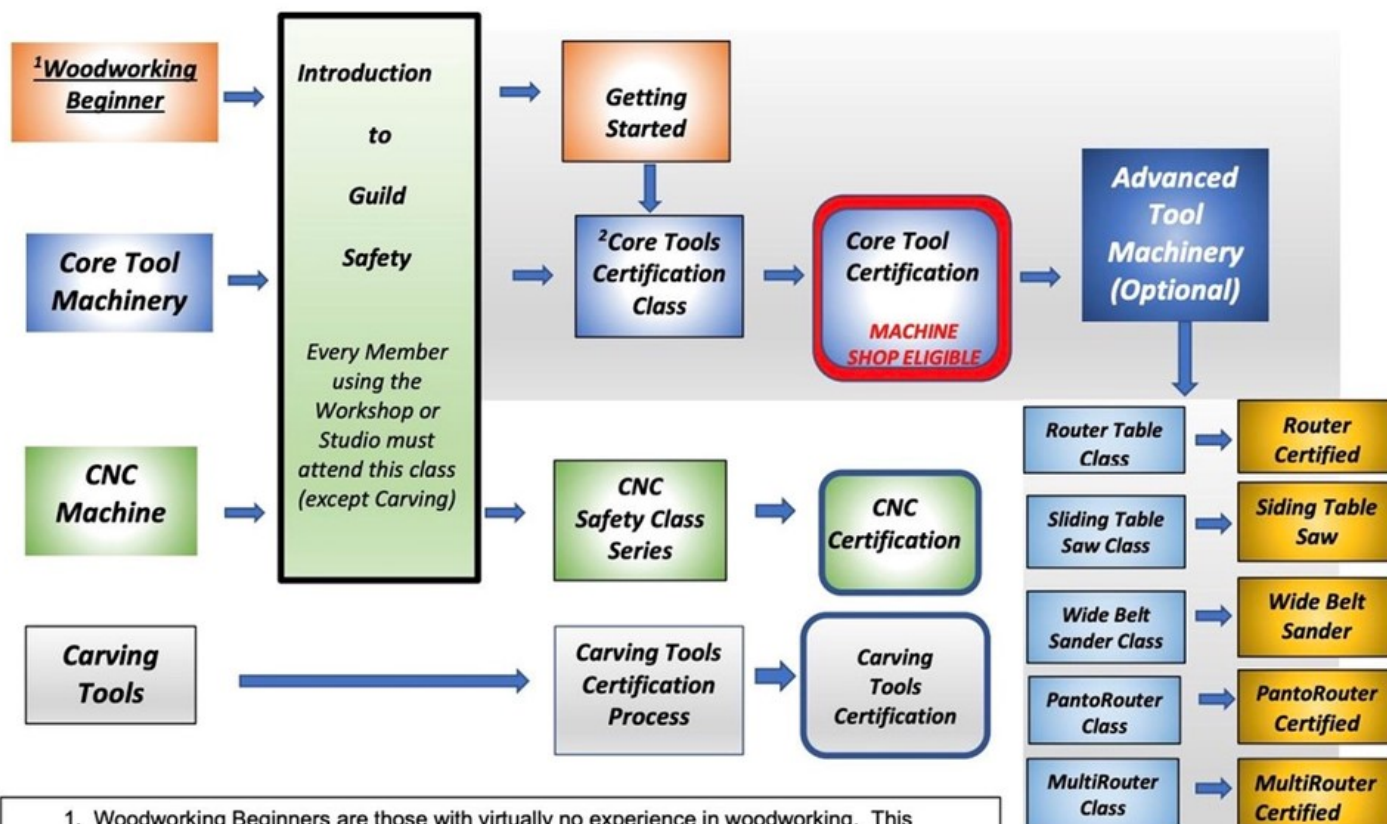 ¹Woodworking
Beginner
Introduction
to
Guild
Safety
Every Member
using the
Workshop or
Studio must
attend this class
(except Carving)
Getting
Started
Core Tool
Machinery
²Core Tools
Certification
Class
Core Tool
Certification
MACHINE
SHOP ELIGIBLE
Advanced
Tool
Machinery
(Optional)
CNC
Machine
CNC
Safety Class
Series
CNC
Certification
Carving
Tools
Carving Tools
Certification
Process
Carving
Tools
Certification
Router Table
Class
Router
Certified
Sliding Table
Saw Class
Siding Table
Saw
Wide Belt
Sander Class
Wide Belt
Sander
PantoRouter
Class
PantoRouter
Certified
MultiRouter
Class
MultiRouter
Certified
1. Woodworking Beginners are those with virtually no experience in woodworking. This